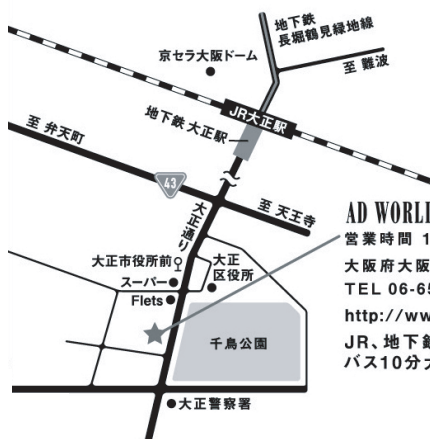 地下鉄
長堀鶴見緑地線
京セラ大阪ドーム
至 難波
JR大正駅
地下鉄 大正駅
至 弁天町
43
至 天王寺
大正通り
AD WORL
営業時間 1
大正市役所前
大正
区役所
大阪府大阪
スーパー
TEL 06-6
Flets
http://ww
千鳥公園
JR、地下鉄
バス10分
大正警察署